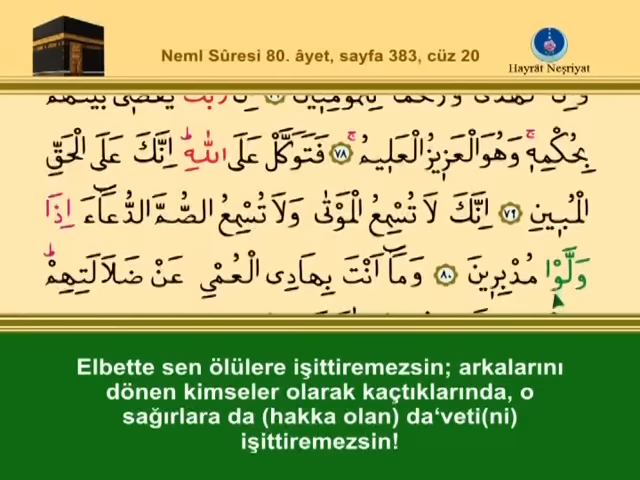 Neml Sûresi 80. âyet, sayfa 383, cüz 20
Hayrât Neşriyat
بِحُكْمِهٖۚ وَهُوَ الْعَزٖيزُ الْعَلٖيمُۚ ﴿٧٨﴾ فَتَوَكَّلْ عَلَى اللّٰهِۜ اِنَّكَ عَلَى الْحَقِّ
الْمُبٖينِ ﴿٧٩﴾ اِنَّكَ لَا تُسْمِعُ الْمَوْتٰى وَلَا تُسْمِعُ الصُّمَّ الدُّعَٓاءَ اِذَا
وَلَّوْا مُدْبِرٖينَ ﴿٨٠﴾ وَمَٓا اَنْتَ بِهَادِى الْعُمْىِ عَنْ ضَلَالَتِهِمْۜ
Elbette sen ölülere işittiremezsin; arkalarını
dönen kimseler olarak kaçtıklarında, o
sağırlara da (hakka olan) da‘veti(ni)
işittiremezsin!